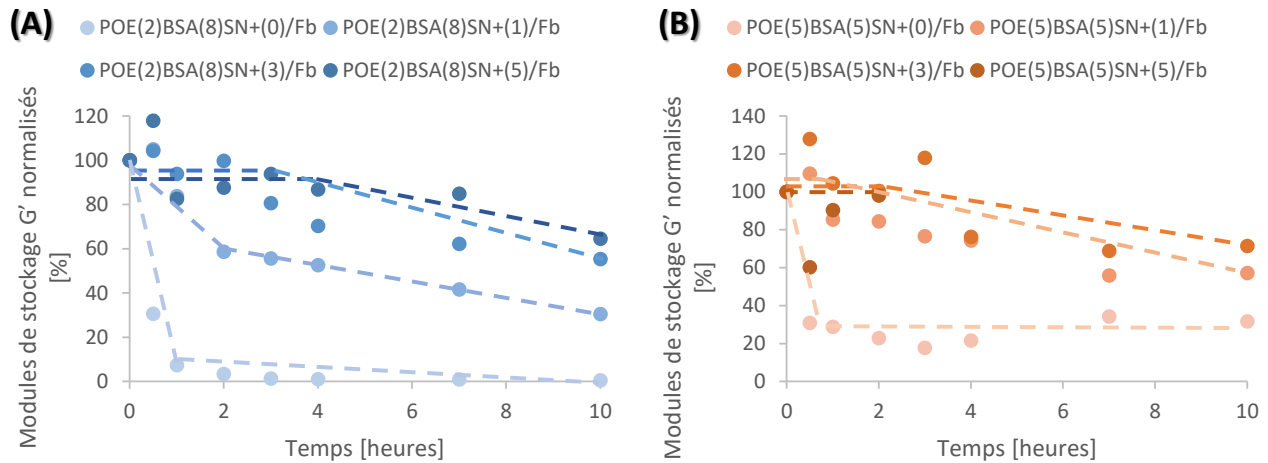 (A)
POE(2)BSA(8)SN+(0)/Fb POE(2)BSA(8)SN+(1)/Fb
POE(2)BSA(8)SN+(3)/Fb POE(2)BSA(8)SN+(5)/Fb
Modules de stockage G’ normalisés
[%]
120
100
80
60
40
20
0
0 2 4 6 8 10
Temps [heures]
(B)
POE(5)BSA(5)SN+(0)/Fb POE(5)BSA(5)SN+(1)/Fb
POE(5)BSA(5)SN+(3)/Fb POE(5)BSA(5)SN+(5)/Fb
Modules de stockage G’ normalisés
[%]
140
120
100
80
60
40
20
0
0 2 4 6 8 10
Temps [heures]